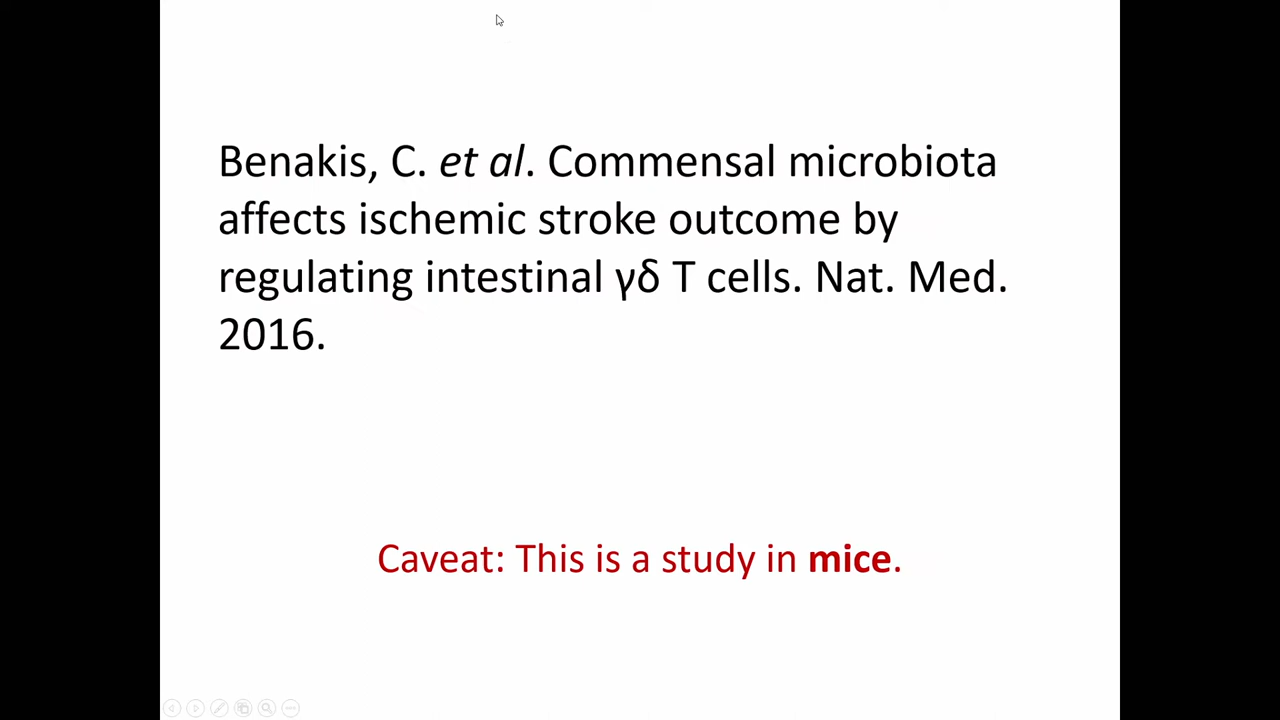 Benakis, C. et al. Commensal microbiota
affects ischemic stroke outcome by
regulating intestinal γδ T cells. Nat. Med.
2016.
Caveat: This is a study in mice.